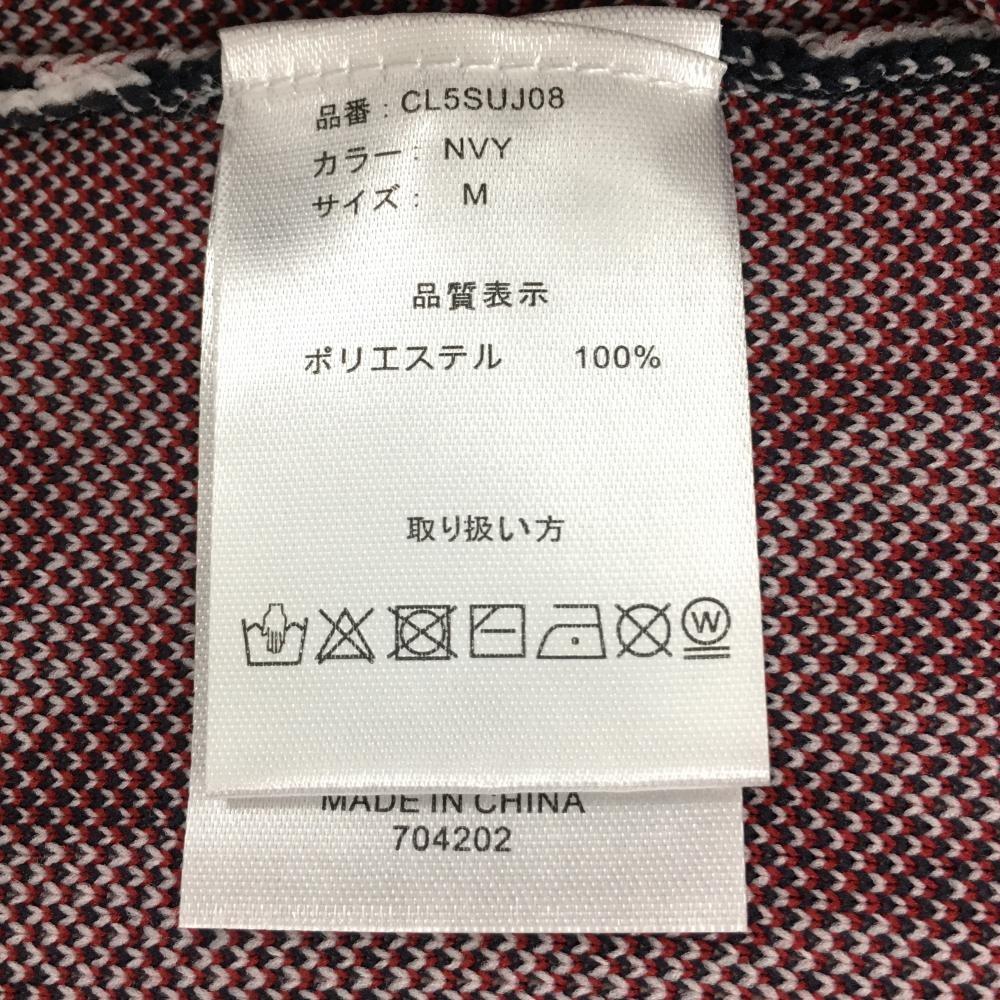 品番：CL5SUJ08
カラー：NVY
サイズ：M
品質表示
ポリエステル 100%
取り扱い方
W
MADE IN CHINA
704202